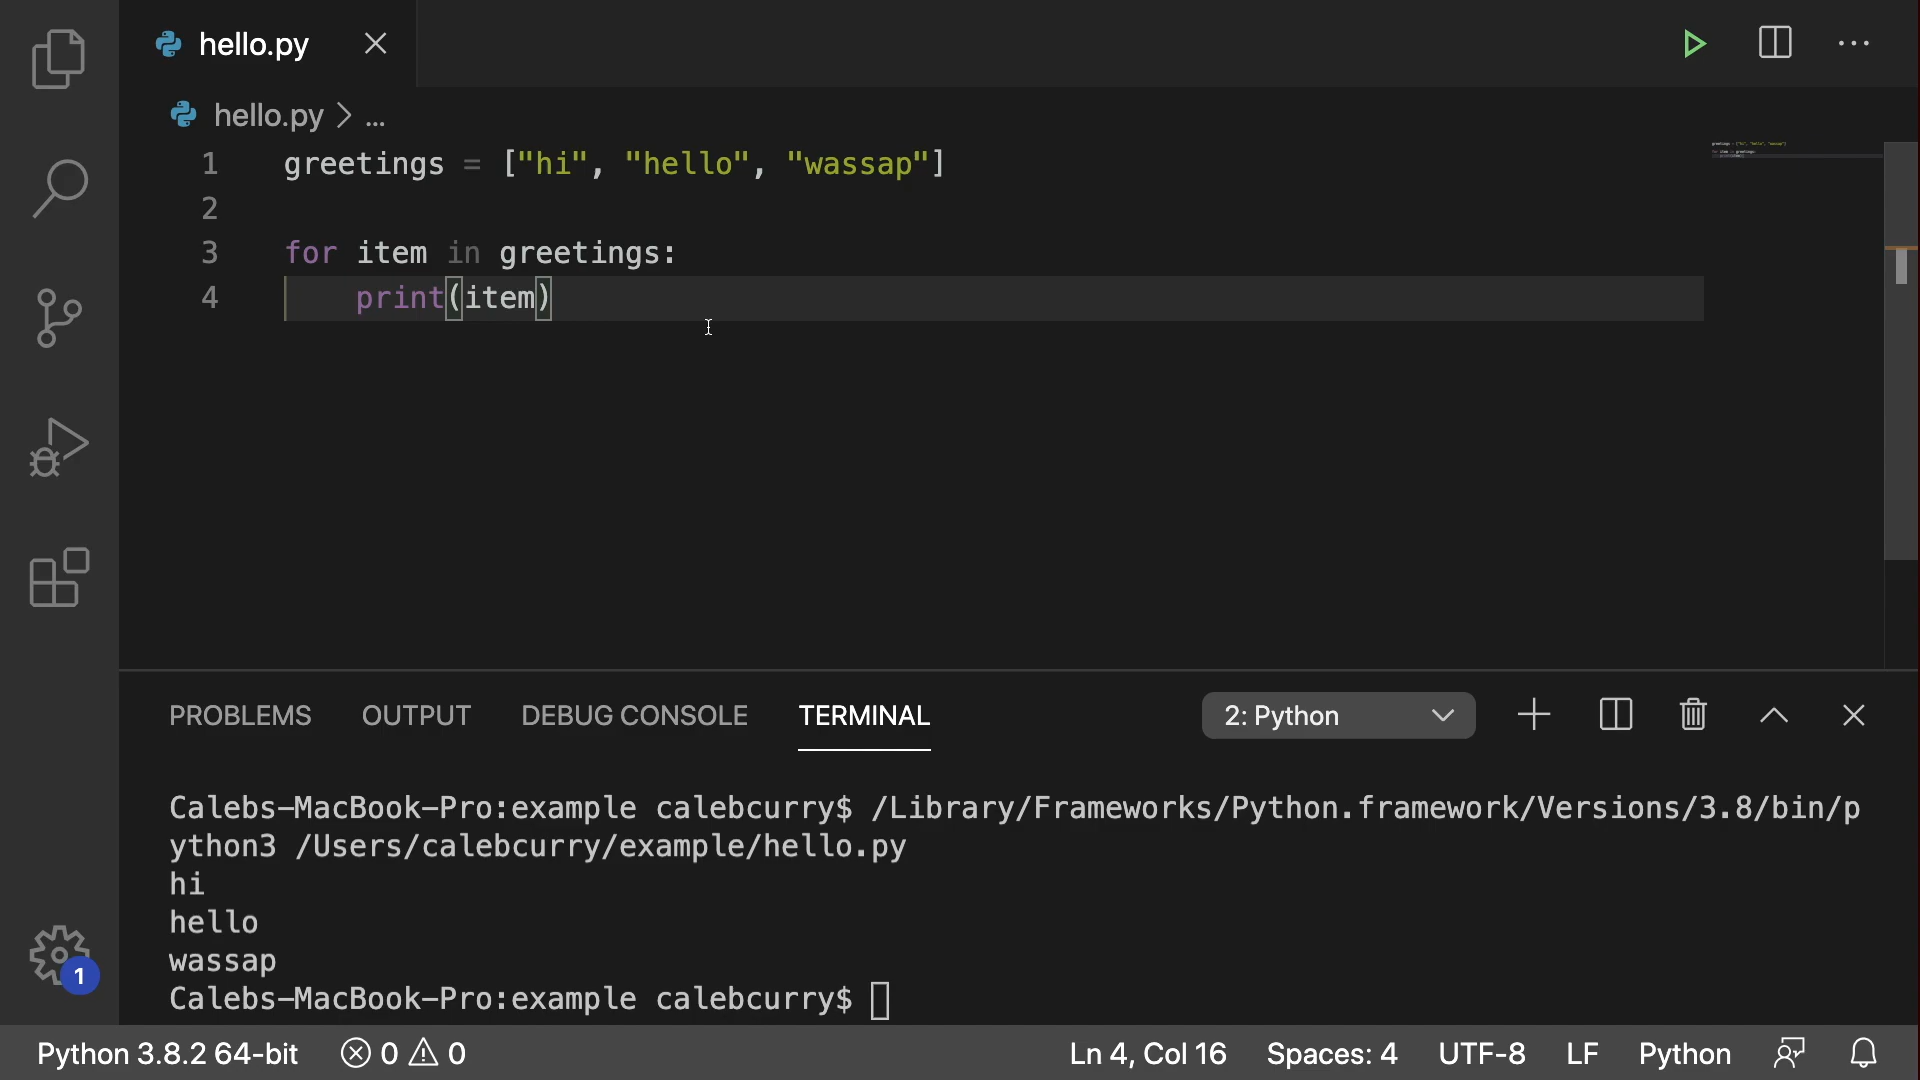 hello.py
hello.py > ...
1 greetings = ["hi", "hello", "wassap"]
2
3 for item in greetings:
4     print(item)
PROBLEMS OUTPUT DEBUG CONSOLE TERMINAL 2: Python
Calebs-MacBook-Pro:example calebcurry$ /Library/Frameworks/Python.framework/Versions/3.8/bin/p
ython3 /Users/calebcurry/example/hello.py
hi
hello
wassap
Calebs-MacBook-Pro:example calebcurry$
1
Python 3.8.2 64-bit 0 0 Ln 4, Col 16 Spaces: 4 UTF-8 LF Python